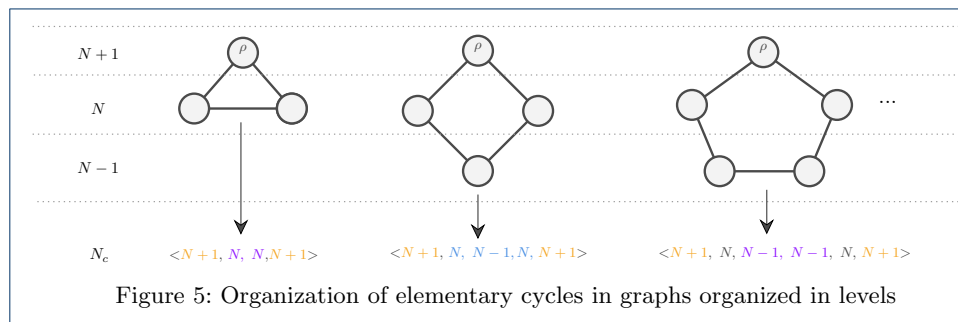 N + 1 ρ ρ ρ
N ...
N − 1
N_c <N + 1, N, N,N + 1> <N + 1, N, N − 1,N, N + 1> <N + 1, N, N − 1, N − 1, N, N + 1>
Figure 5: Organization of elementary cycles in graphs organized in levels